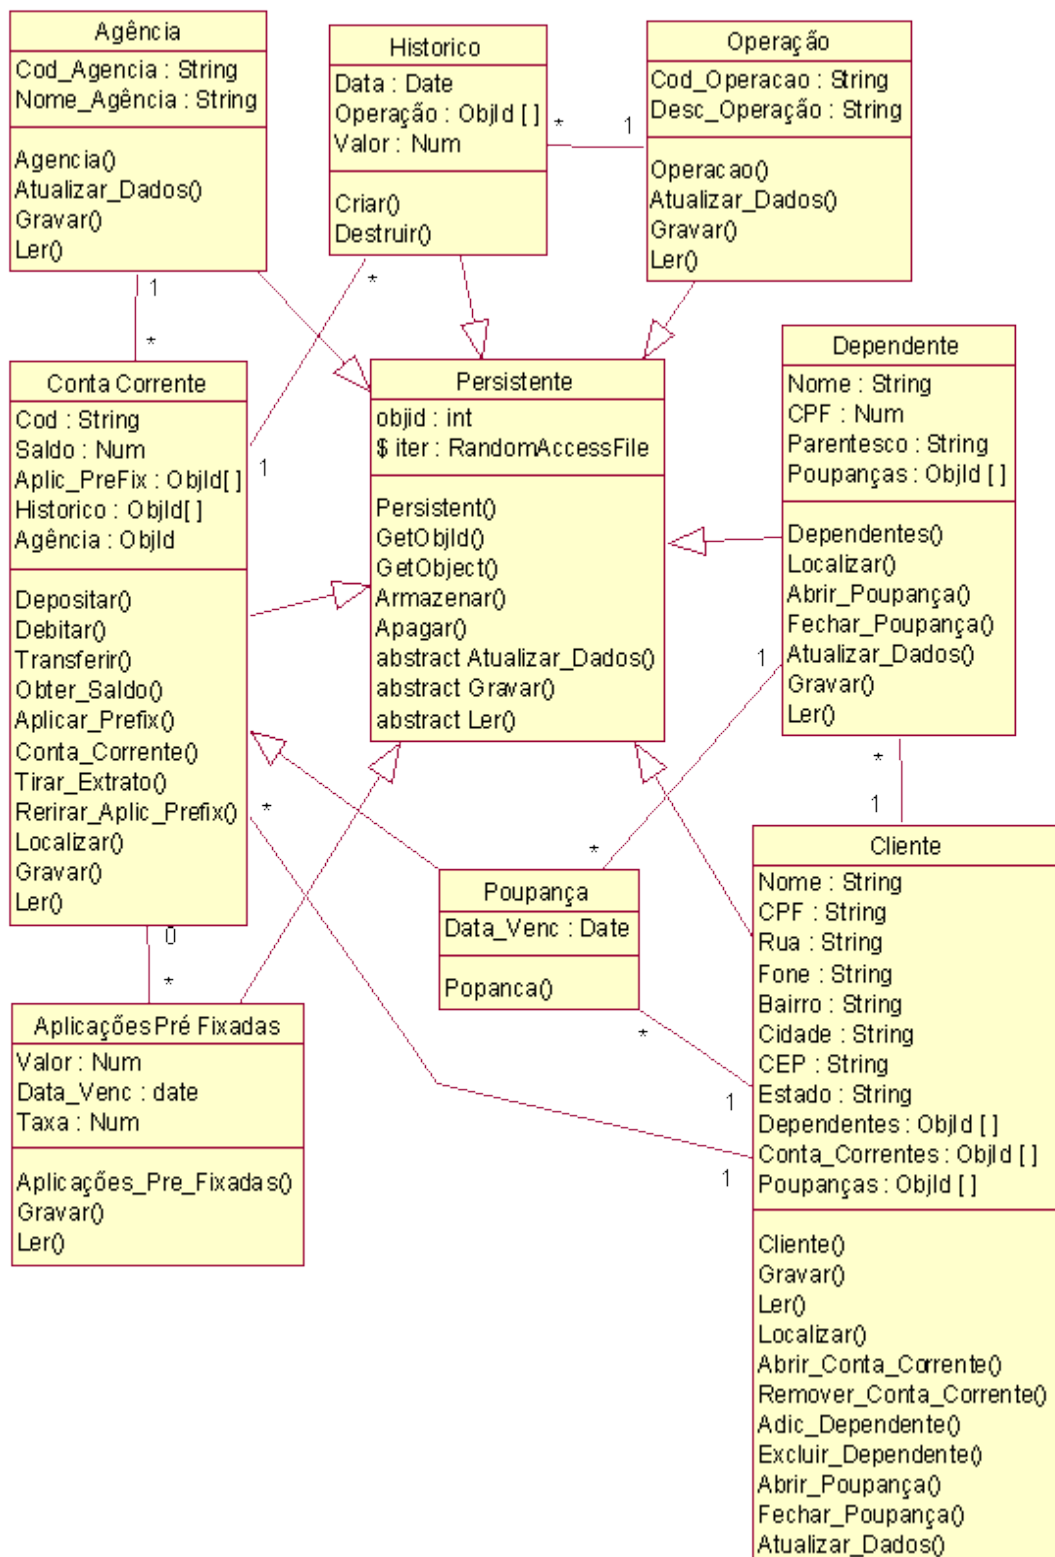 Agência
Cod_Agencia : String
Nome_Agência : String
Agencia()
Atualizar_Dados()
Gravar()
Ler()
Historico
Data : Date
Operação : ObjId [ ]
Valor : Num
Criar()
Destruir()
*
1
Operação
Cod_Operacao : String
Desc_Operação : String
Operacao()
Atualizar_Dados()
Gravar()
Ler()
1
*
*
1
Conta Corrente
Cod : String
Saldo : Num
Aplic_PreFix : ObjId[ ]
Historico : ObjId[ ]
Agência : ObjId
Depositar()
Debitar()
Transferir()
Obter_Saldo()
Aplicar_Prefix()
Conta_Corrente()
Tirar_Extrato()
Rerirar_Aplic_Prefix()
Localizar()
Gravar()
Ler()
Persistente
objid : int
$ iter : RandomAccessFile
Persistent()
GetObjId()
GetObject()
Armazenar()
Apagar()
abstract Atualizar_Dados()
abstract Gravar()
abstract Ler()
Dependente
Nome : String
CPF : Num
Parentesco : String
Poupanças : ObjId [ ]
Dependentes()
Localizar()
Abrir_Poupança()
Fechar_Poupança()
Atualizar_Dados()
Gravar()
Ler()
1
*
*
1
*
0
*
Poupança
Data_Venc : Date
Popanca()
*
1
1
Aplicações Pré Fixadas
Valor : Num
Data_Venc : date
Taxa : Num
Aplicações_Pre_Fixadas()
Gravar()
Ler()
Cliente
Nome : String
CPF : String
Rua : String
Fone : String
Bairro : String
Cidade : String
CEP : String
Estado : String
Dependentes : ObjId [ ]
Conta_Correntes : ObjId [ ]
Poupanças : ObjId [ ]
Cliente()
Gravar()
Ler()
Localizar()
Abrir_Conta_Corrente()
Remover_Conta_Corrente()
Adic_Dependente()
Excluir_Dependente()
Abrir_Poupança()
Fechar_Poupança()
Atualizar_Dados()